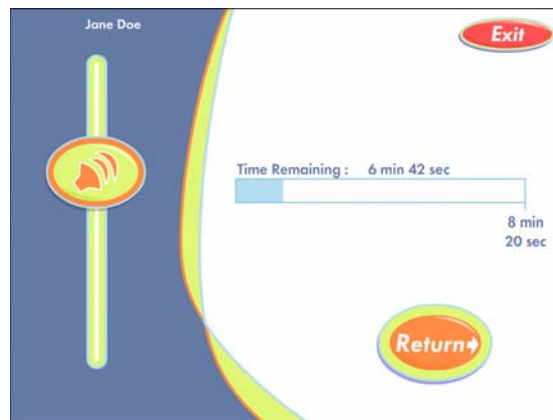 Jane Doe
Exit
Time Remaining : 6 min 42 sec
8 min
20 sec
Return